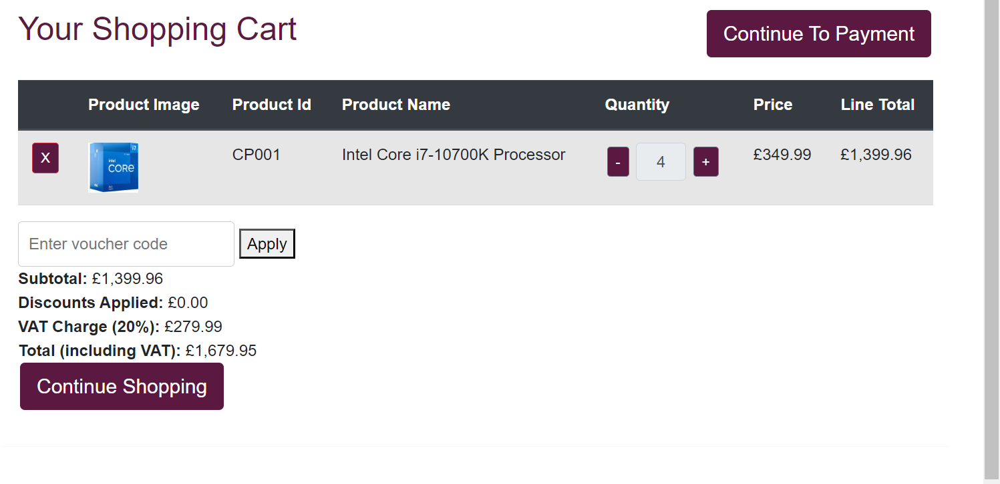 Your Shopping Cart
Continue To Payment
Product Image Product Id Product Name Quantity Price Line Total
X intel CORE i7 CP001 Intel Core i7-10700K Processor - 4 + £349.99 £1,399.96
Enter voucher code Apply
Subtotal: £1,399.96
Discounts Applied: £0.00
VAT Charge (20%): £279.99
Total (including VAT): £1,679.95
Continue Shopping